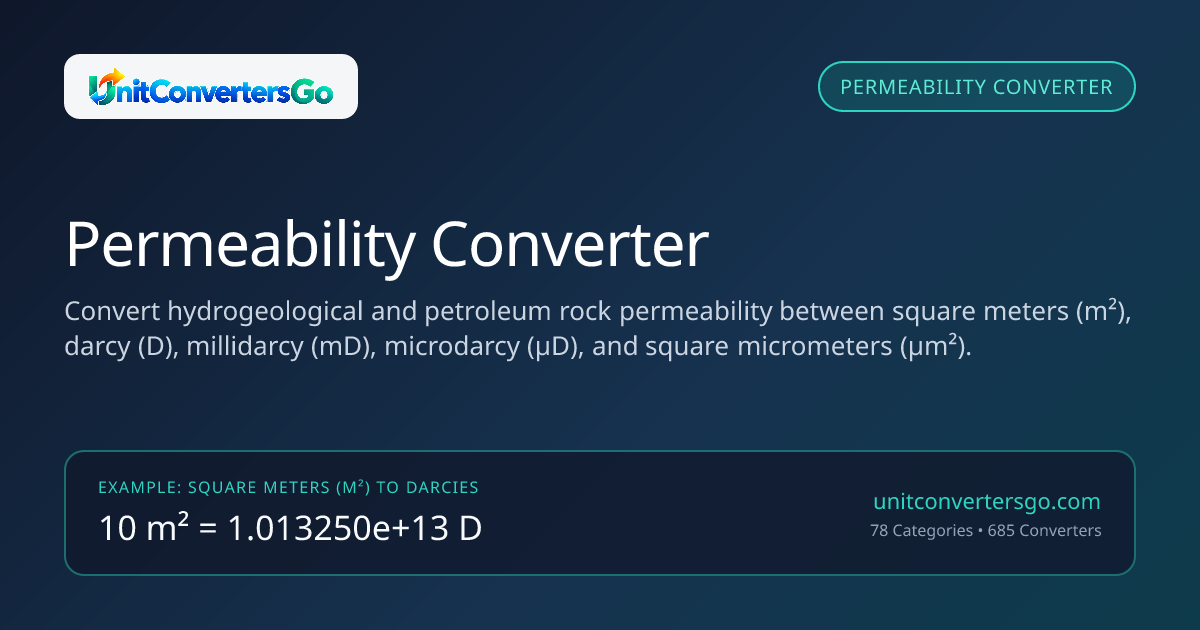 UnitConvertersGo
PERMEABILITY CONVERTER
Permeability Converter
Convert hydrogeological and petroleum rock permeability between square meters (m²),
darcy (D), millidarcy (mD), microdarcy (μD), and square micrometers (μm²).
EXAMPLE: SQUARE METERS (M²) TO DARCIES
10 m² = 1.013250e+13 D
unitconvertersgo.com
78 Categories • 685 Converters